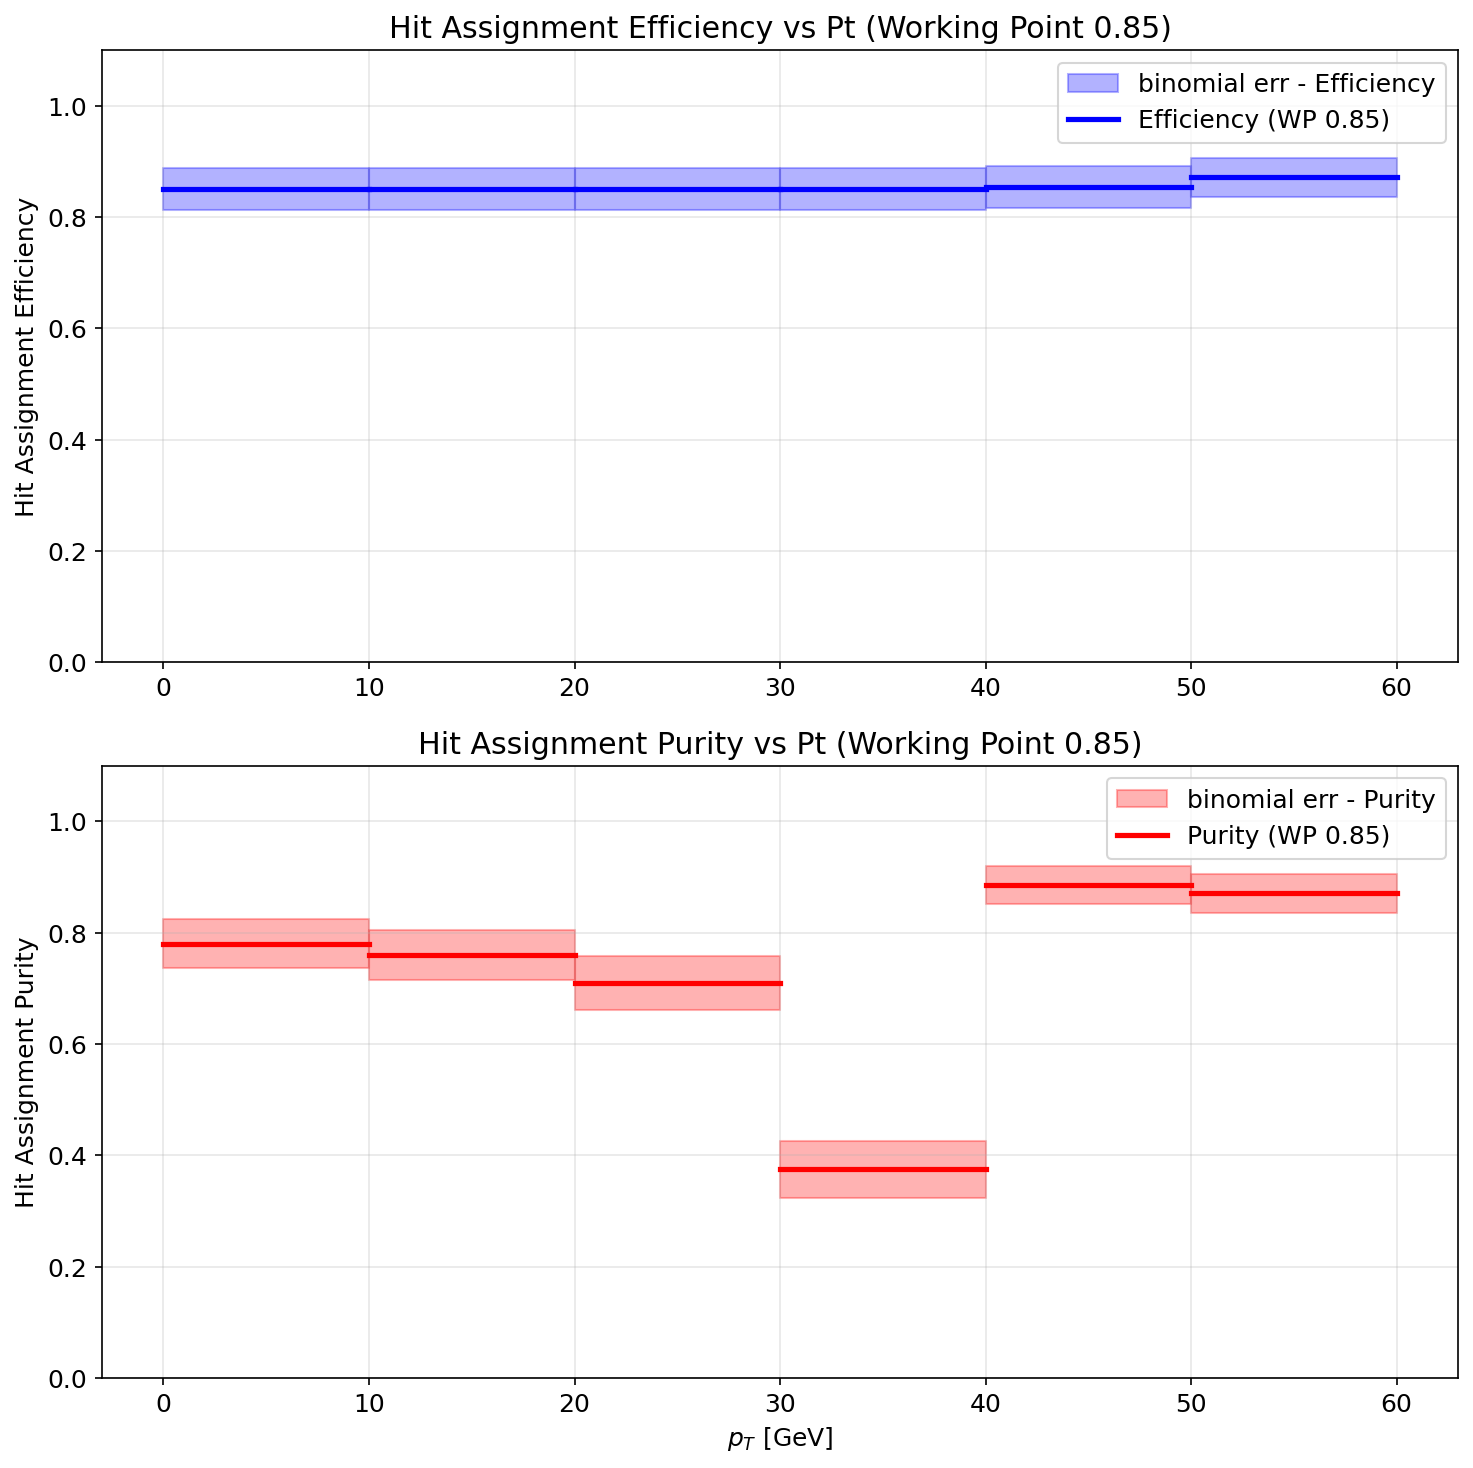 Hit Assignment Efficiency vs Pt (Working Point 0.85)
binomial err - Efficiency
Efficiency (WP 0.85)
Hit Assignment Efficiency
1.0
0.8
0.6
0.4
0.2
0.0
0 10 20 30 40 50 60
Hit Assignment Purity vs Pt (Working Point 0.85)
binomial err - Purity
Purity (WP 0.85)
Hit Assignment Purity
1.0
0.8
0.6
0.4
0.2
0.0
0 10 20 30 40 50 60
p_T [GeV]